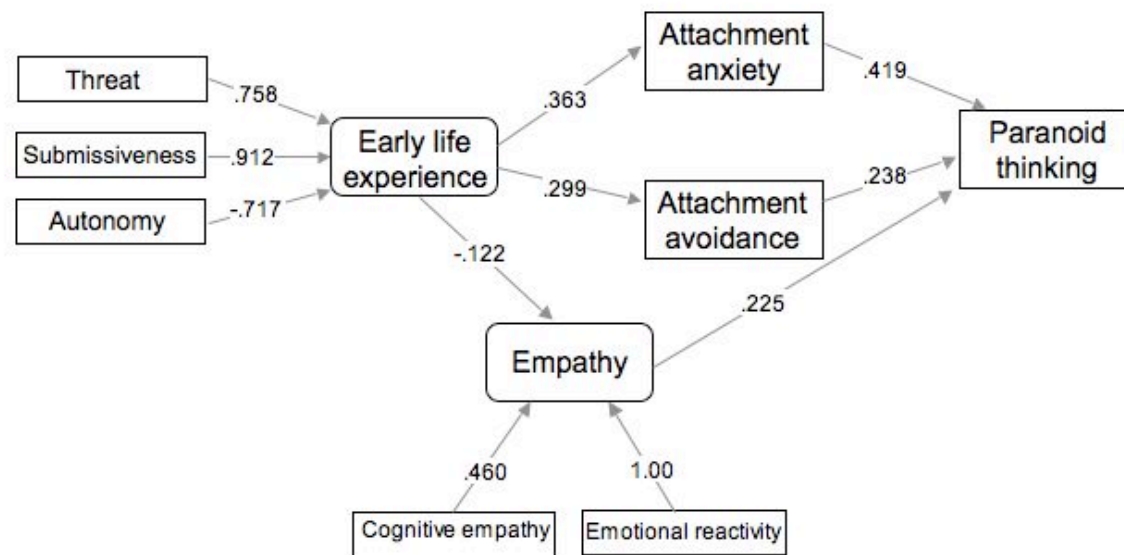 Threat
Submissiveness
Autonomy
.758
.912
-.717
Early life
experience
.363
.299
-.122
Attachment
anxiety
Attachment
avoidance
.419
.238
.225
Paranoid
thinking
Empathy
.460
1.00
Cognitive empathy
Emotional reactivity